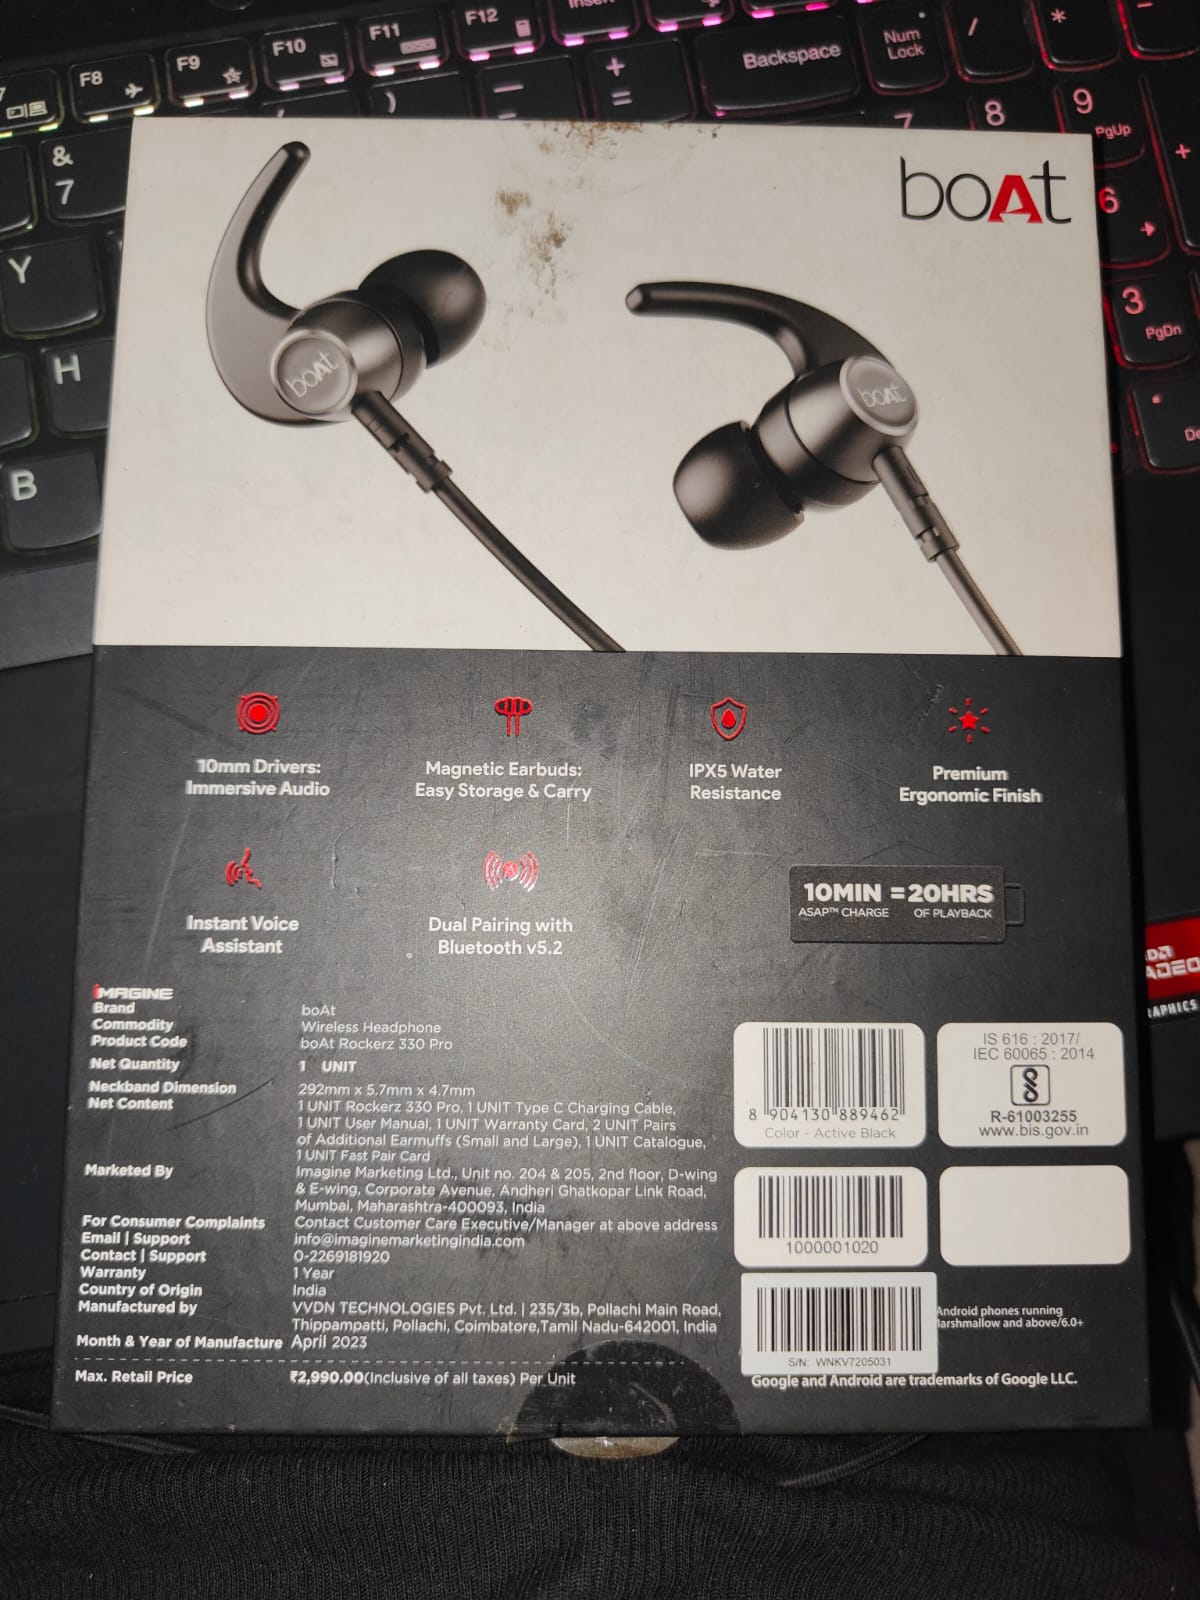 F8
F9
F10
F11
F12
Insert
Backspace
Num
Lock
/
*
&
7
)
+
=
7
8
9
PgUp
+
6
3
PgDn
Y
H
B
boAt
boAt
boAt
10mm Drivers:
Immersive Audio
Magnetic Earbuds:
Easy Storage & Carry
IPX5 Water
Resistance
Premium
Ergonomic Finish
Instant Voice
Assistant
Dual Pairing with
Bluetooth v5.2
10MIN = 20HRS
ASAP™ CHARGE OF PLAYBACK
iMAGINE
Brand boAt
Commodity Wireless Headphone
Product Code boAt Rockerz 330 Pro
Net Quantity 1 UNIT
Neckband Dimension 292mm x 5.7mm x 4.7mm
Net Content 1 UNIT Rockerz 330 Pro, 1 UNIT Type C Charging Cable,
1 UNIT User Manual, 1 UNIT Warranty Card, 2 UNIT Pairs
of Additional Earmuffs (Small and Large), 1 UNIT Catalogue,
1 UNIT Fast Pair Card
Marketed By Imagine Marketing Ltd., Unit no. 204 & 205, 2nd floor, D-wing
& E-wing, Corporate Avenue, Andheri Ghatkopar Link Road,
Mumbai, Maharashtra-400093, India
For Consumer Complaints Contact Customer Care Executive/Manager at above address
Email | Support info@imaginemarketingindia.com
Contact | Support 0-2269181920
Warranty 1 Year
Country of Origin India
Manufactured by VVDN TECHNOLOGIES Pvt. Ltd. | 235/3b, Pollachi Main Road,
Thippampatti, Pollachi, Coimbatore,Tamil Nadu-642001, India
Month & Year of Manufacture April 2023
Max. Retail Price ₹2,990.00(Inclusive of all taxes) Per Unit
8 904130 889462
Color - Active Black
IS 616 : 2017/
IEC 60065 : 2014
R-61003255
www.bis.gov.in
1000001020
S/N: WNKV7205031
Android phones running
Marshmallow and above/6.0+
Google and Android are trademarks of Google LLC.